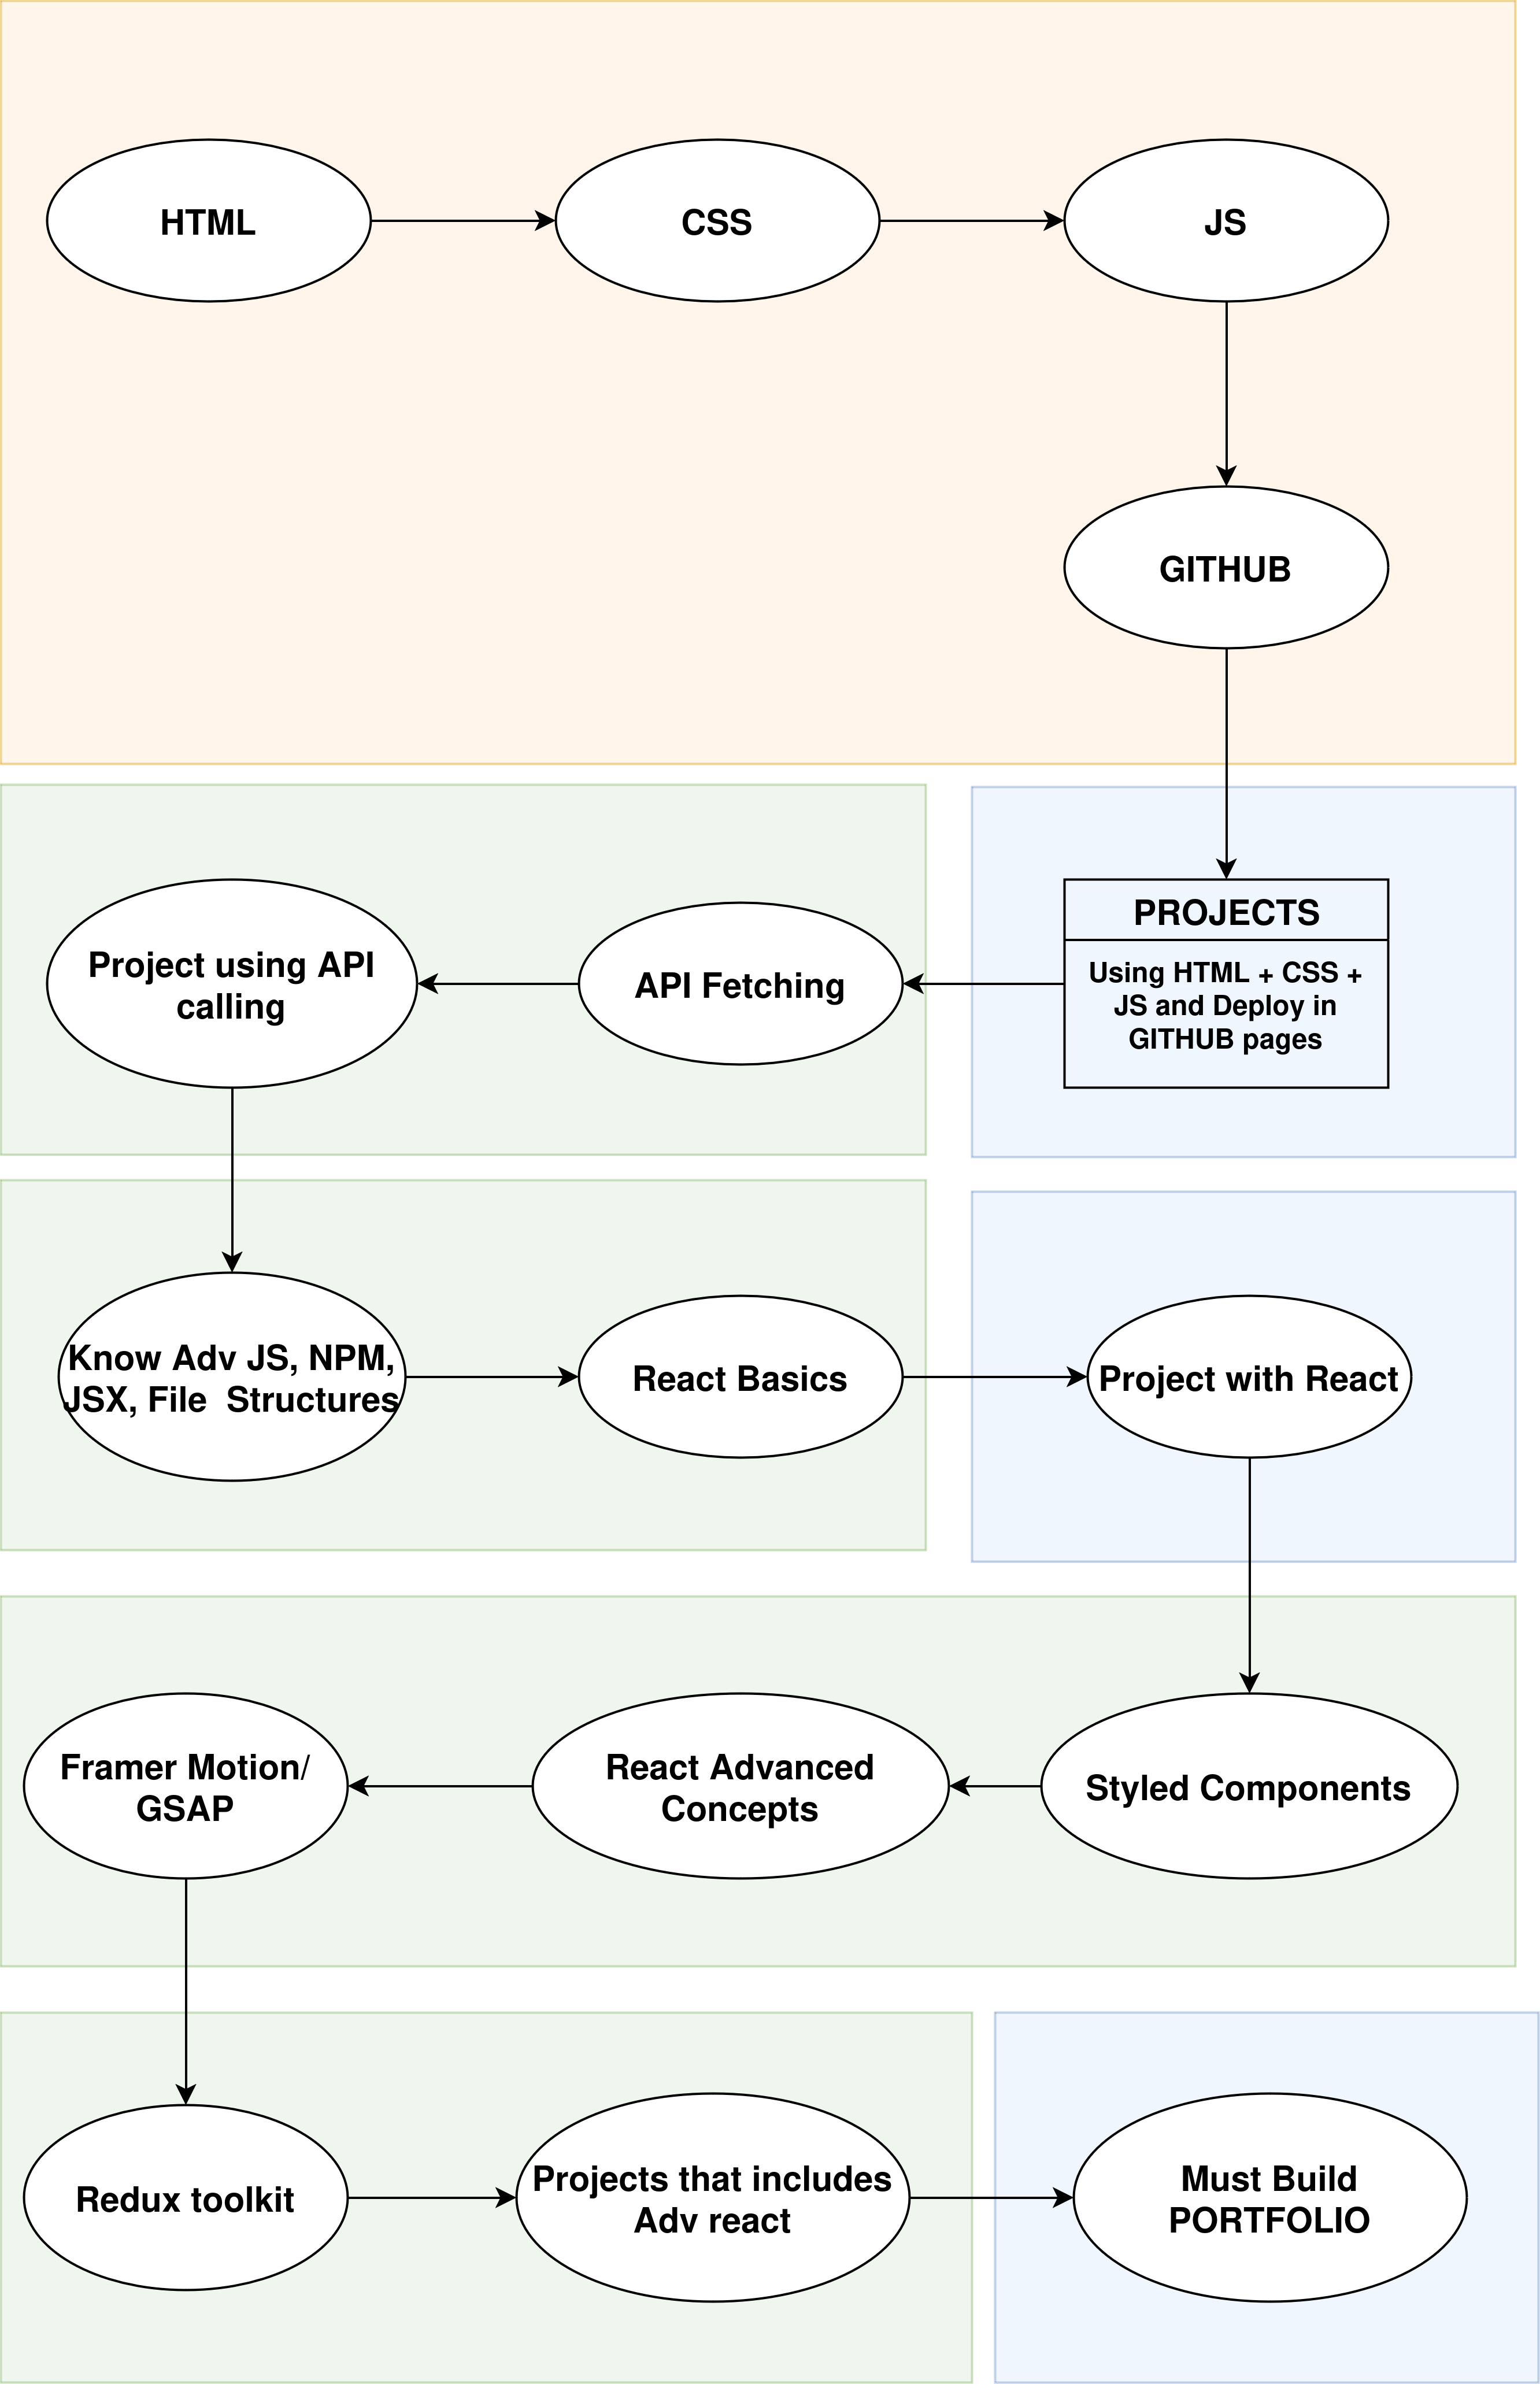 HTML
CSS
JS
GITHUB
PROJECTS
Using HTML + CSS +
JS and Deploy in
GITHUB pages
API Fetching
Project using API
calling
Know Adv JS, NPM,
JSX, File  Structures
React Basics
Project with React
Styled Components
React Advanced
Concepts
Framer Motion/
GSAP
Redux toolkit
Projects that includes
Adv react
Must Build
PORTFOLIO